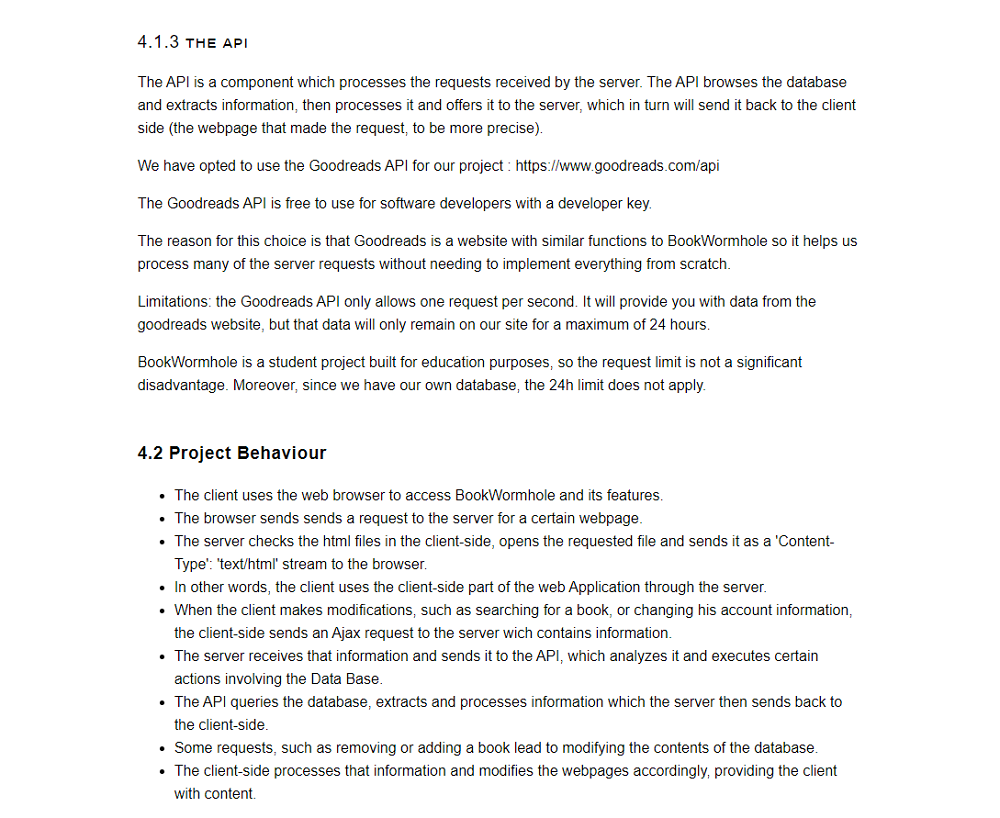 4.1.3 THE API
The API is a component which processes the requests received by the server. The API browses the database
and extracts information, then processes it and offers it to the server, which in turn will send it back to the client
side (the webpage that made the request, to be more precise).
We have opted to use the Goodreads API for our project : https://www.goodreads.com/api
The Goodreads API is free to use for software developers with a developer key.
The reason for this choice is that Goodreads is a website with similar functions to BookWormhole so it helps us
process many of the server requests without needing to implement everything from scratch.
Limitations: the Goodreads API only allows one request per second. It will provide you with data from the
goodreads website, but that data will only remain on our site for a maximum of 24 hours.
BookWormhole is a student project built for education purposes, so the request limit is not a significant
disadvantage. Moreover, since we have our own database, the 24h limit does not apply.
4.2 Project Behaviour
• The client uses the web browser to access BookWormhole and its features.
• The browser sends sends a request to the server for a certain webpage.
• The server checks the html files in the client-side, opens the requested file and sends it as a 'Content-
Type': 'text/html' stream to the browser.
• In other words, the client uses the client-side part of the web Application through the server.
• When the client makes modifications, such as searching for a book, or changing his account information,
the client-side sends an Ajax request to the server wich contains information.
• The server receives that information and sends it to the API, which analyzes it and executes certain
actions involving the Data Base.
• The API queries the database, extracts and processes information which the server then sends back to
the client-side.
• Some requests, such as removing or adding a book lead to modifying the contents of the database.
• The client-side processes that information and modifies the webpages accordingly, providing the client
with content.